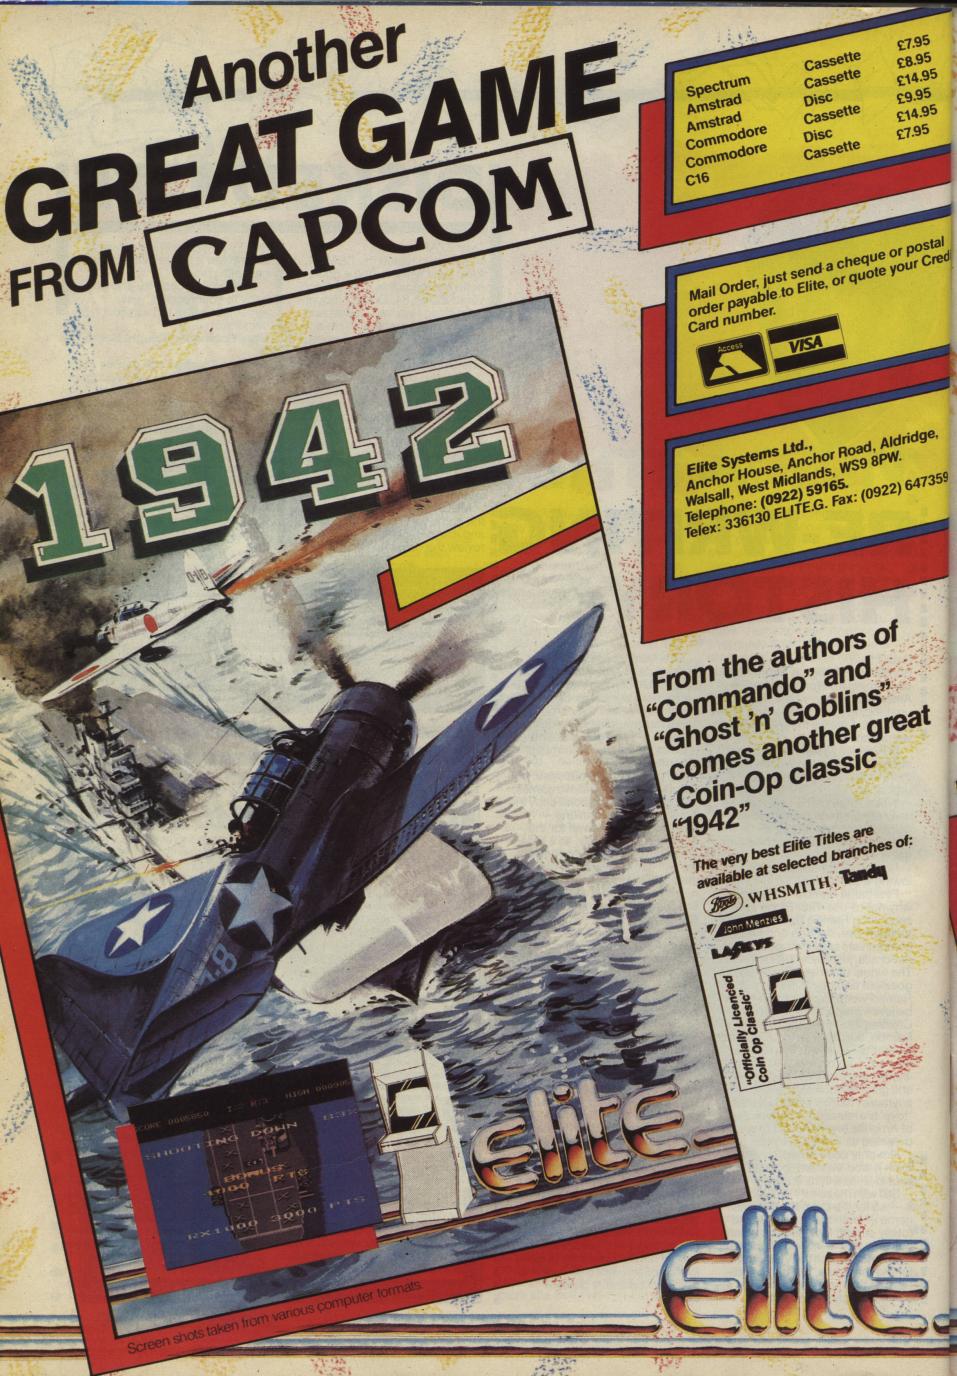 Another
GREAT GAME
FROM CAPCOM
Spectrum Cassette £7.95
Amstrad Cassette £8.95
Amstrad Disc £14.95
Commodore Cassette £9.95
Commodore Disc £14.95
C16 Cassette £7.95
Mail Order, just send a cheque or postal
order payable to Elite, or quote your Cred
Card number.
Access VISA
Elite Systems Ltd.,
Anchor House, Anchor Road, Aldridge,
Walsall, West Midlands, WS9 8PW.
Telephone: (0922) 59165.
Telex: 336130 ELITE.G. Fax: (0922) 647359
1942
From the authors of
“Commando” and
“Ghost 'n' Goblins”
comes another great
Coin-Op classic
“1942”
The very best Elite Titles are
available at selected branches of:
Boots, WHSMITH, Tandy
John Menzies,
LASKYS
“Officially Licenced
Coin Op Classic”
SHOOTING DOWN
BONUS
1000 PTS
3000 PTS
elite
Screen shots taken from various computer formats.
elite